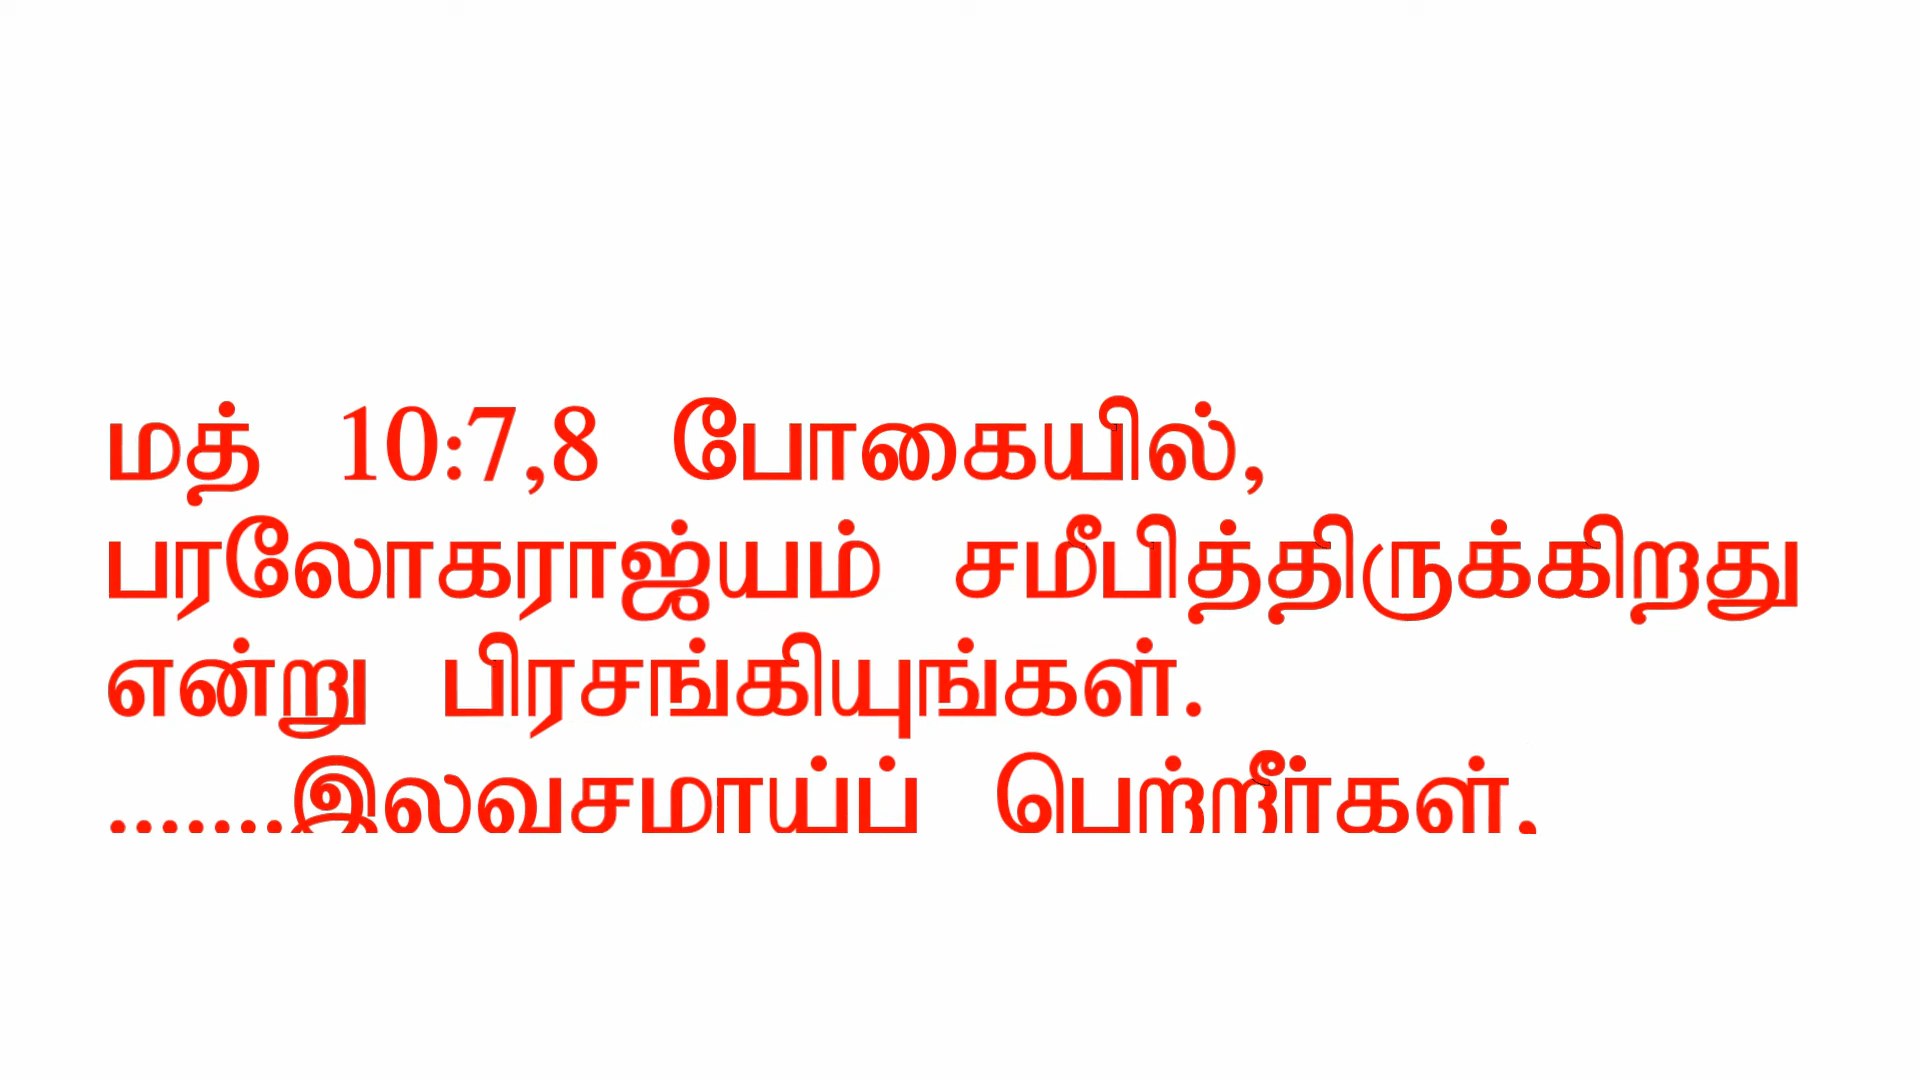 மத் 10:7,8 போகையில்,
பரலோகராஜ்யம் சமீபித்திருக்கிறது
என்று பிரசங்கியுங்கள்.
.......இலவசமாய்ப் பெற்றீர்கள்,